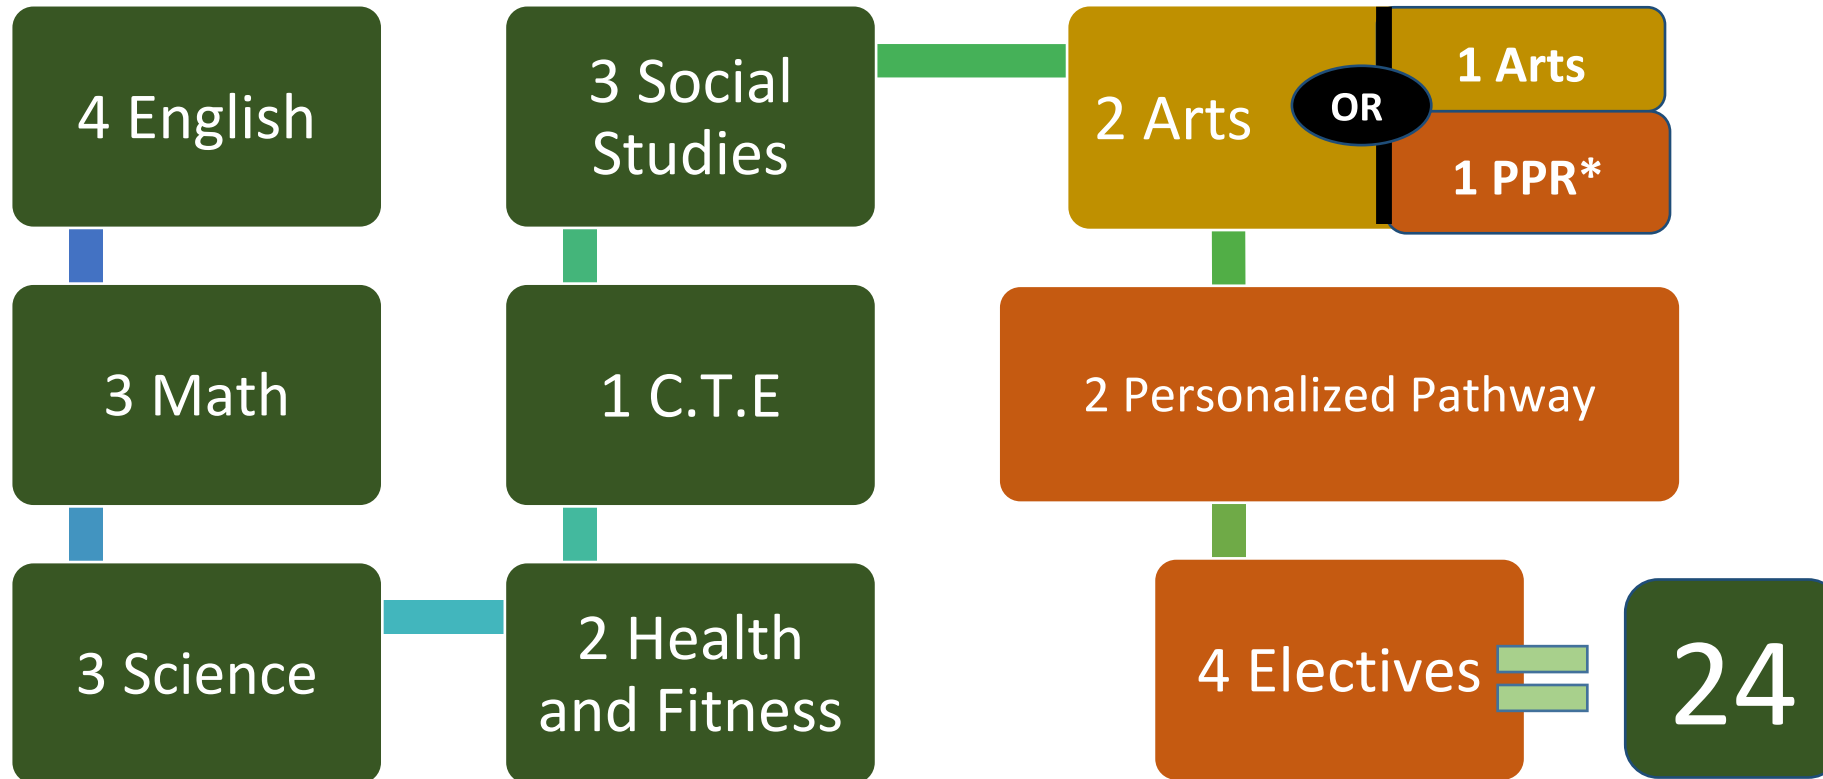 4 English
3 Math
3 Science
2 Health
and Fitness
1 C.T.E
3 Social
Studies
2 Arts
OR
1 Arts
1 PPR*
2 Personalized Pathway
4 Electives
24